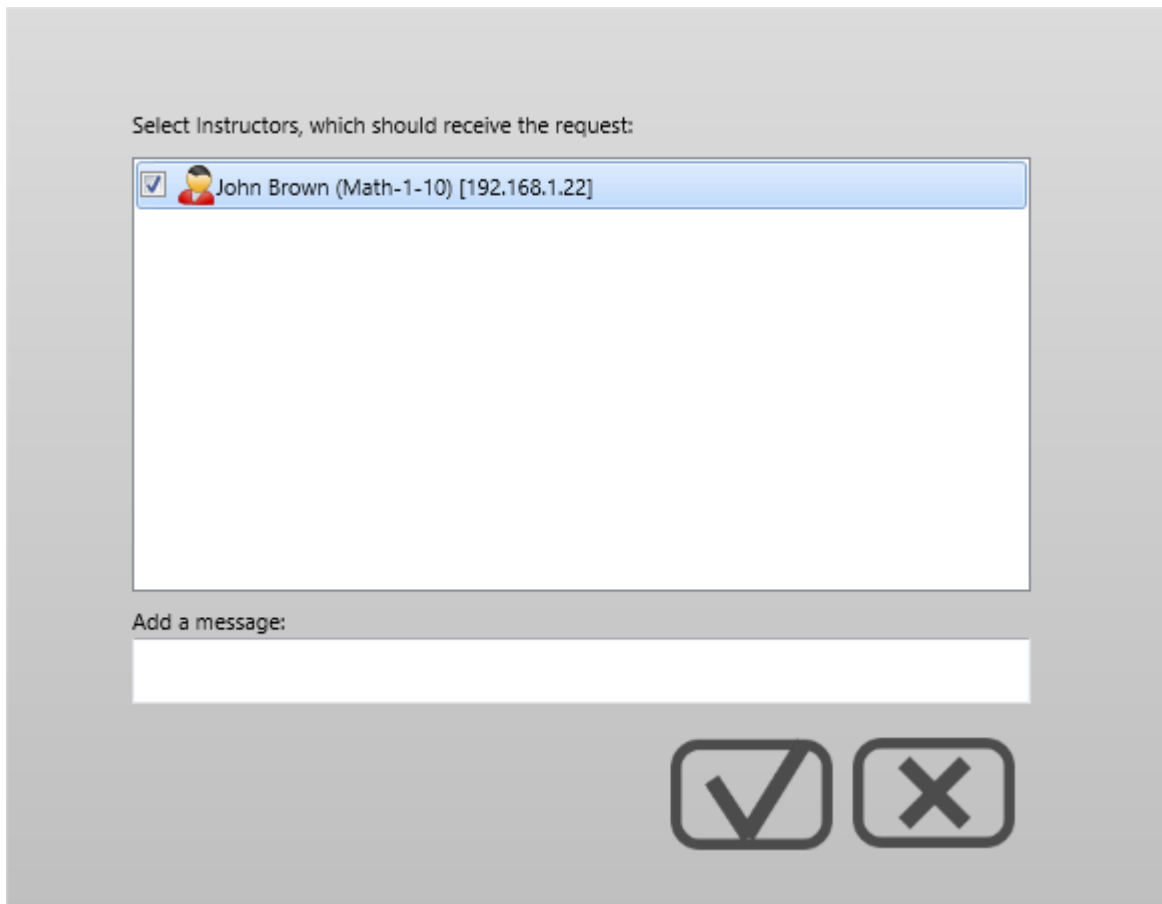 Select Instructors, which should receive the request:
John Brown (Math-1-10) [192.168.1.22]
Add a message: